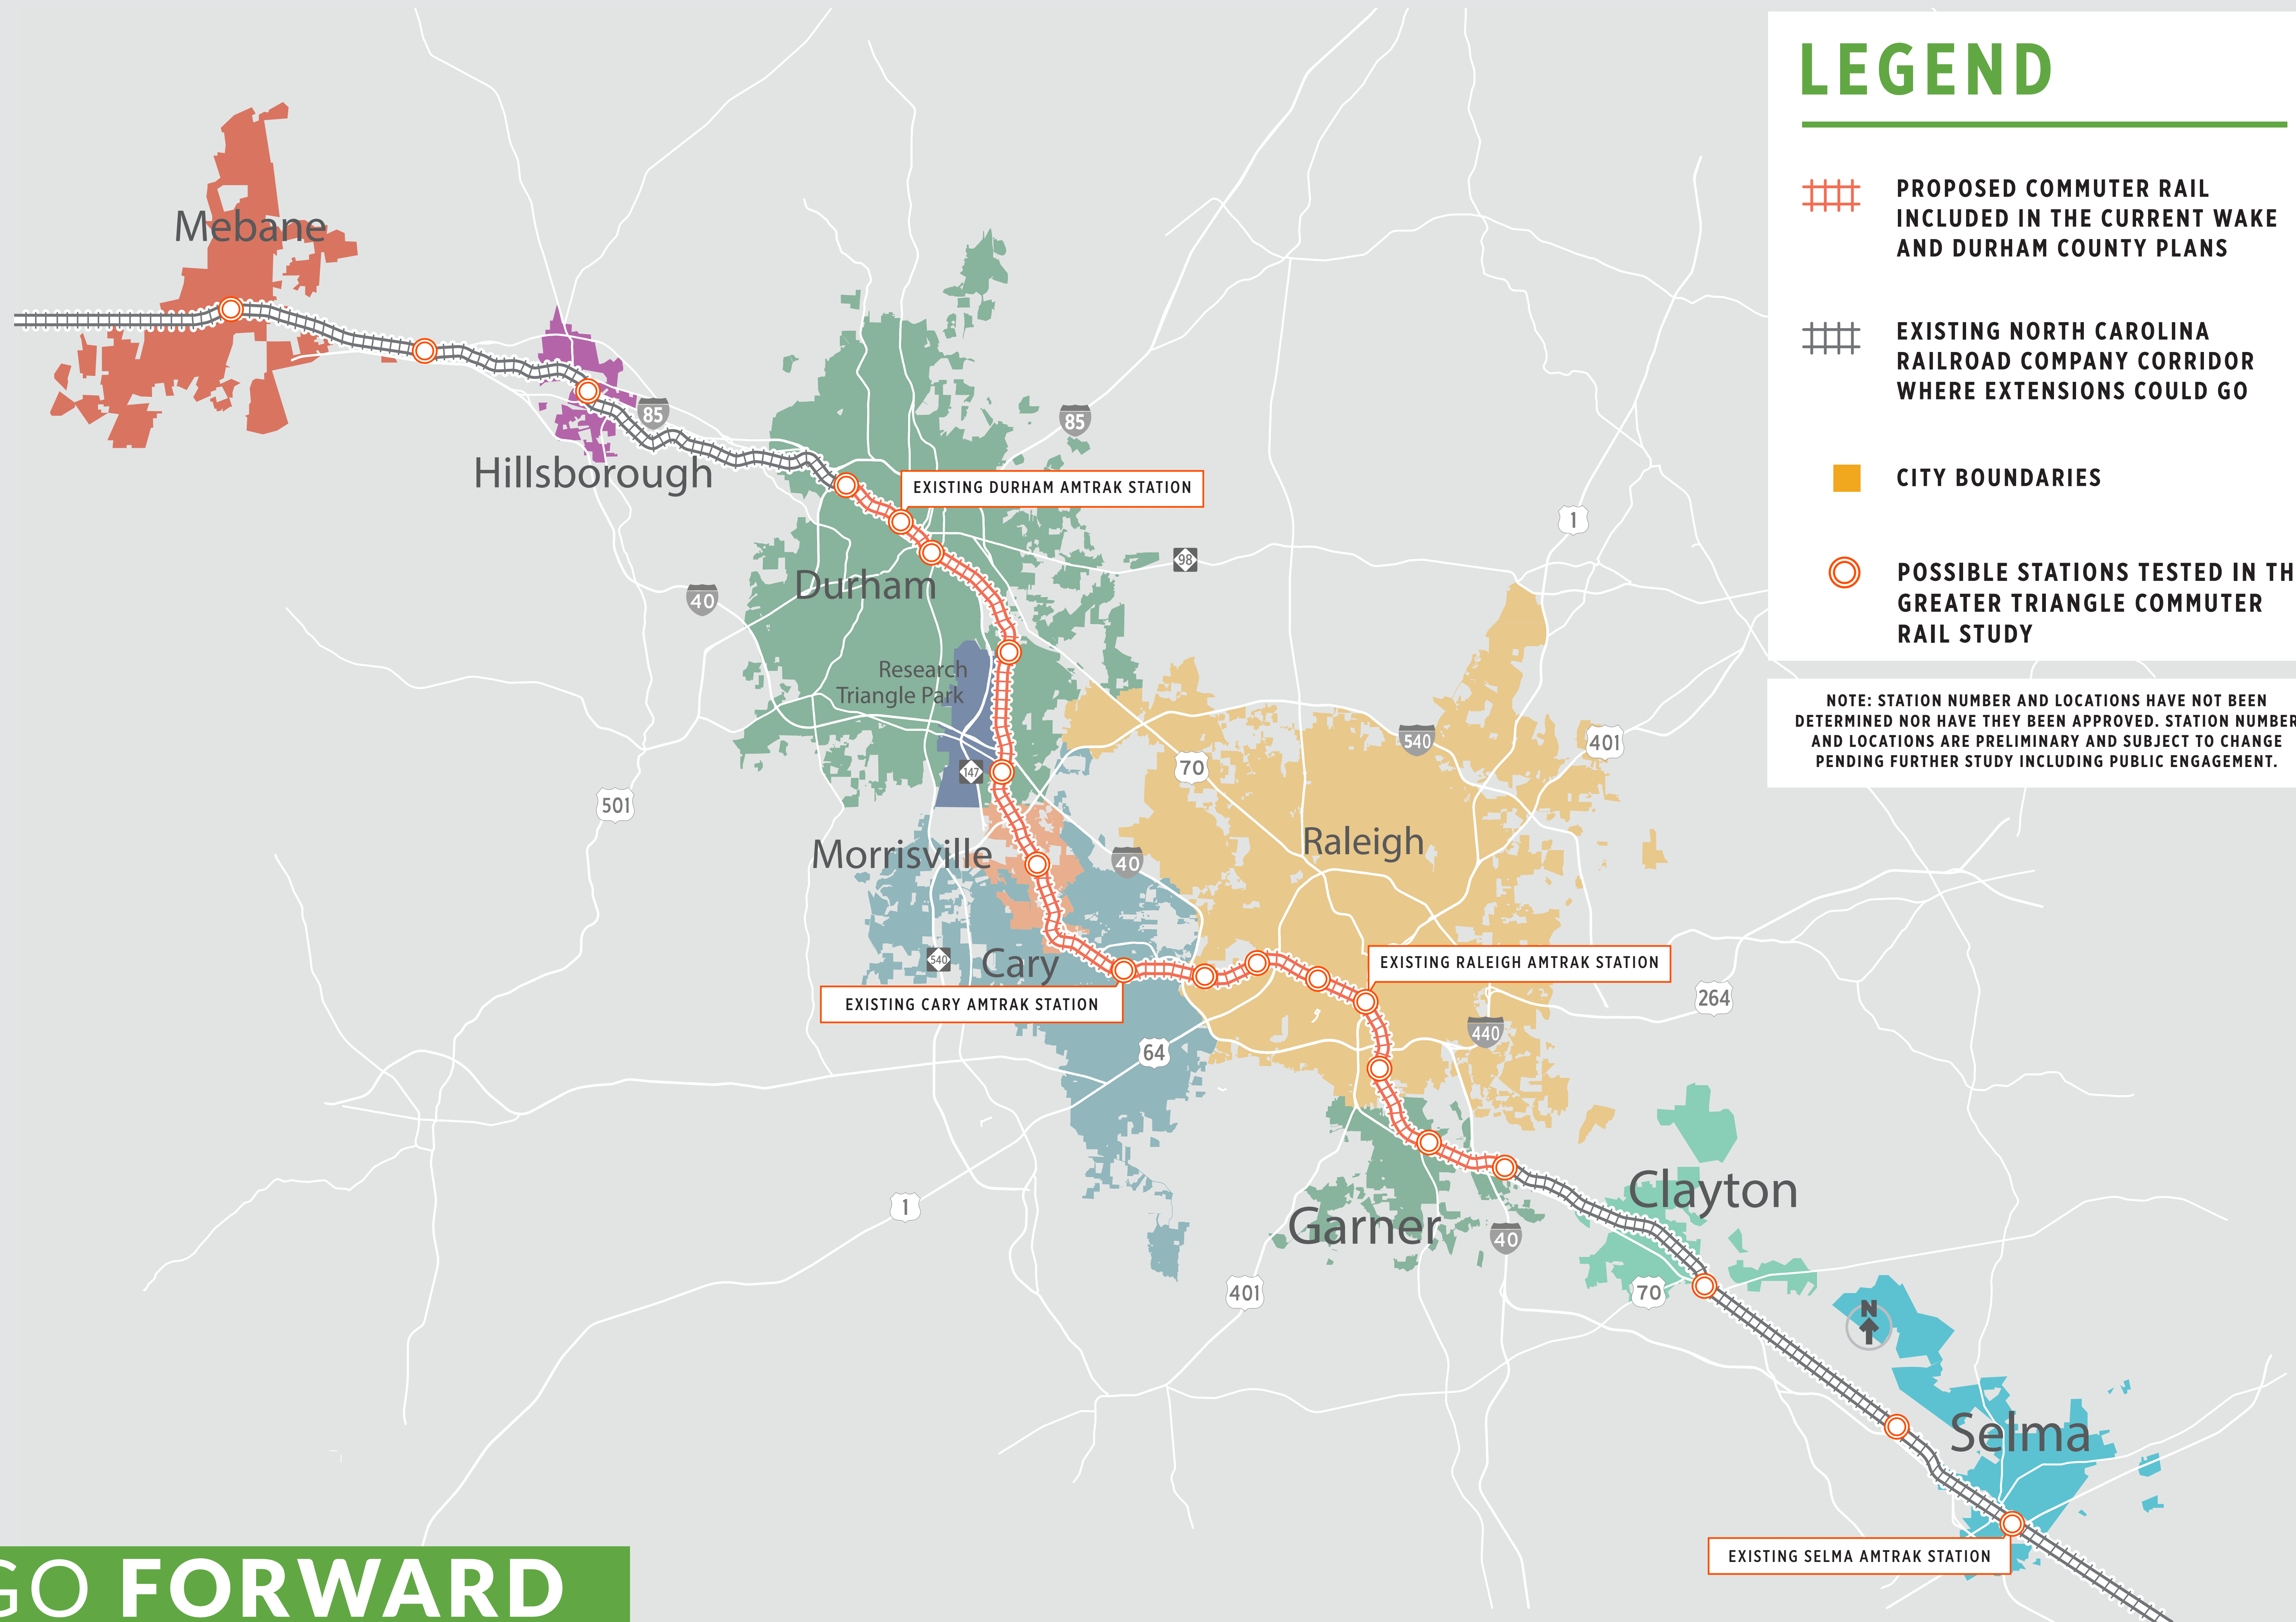 LEGEND
PROPOSED COMMUTER RAIL
INCLUDED IN THE CURRENT WAKE
AND DURHAM COUNTY PLANS
EXISTING NORTH CAROLINA
RAILROAD COMPANY CORRIDOR
WHERE EXTENSIONS COULD GO
CITY BOUNDARIES
POSSIBLE STATIONS TESTED IN TH
GREATER TRIANGLE COMMUTER
RAIL STUDY
NOTE: STATION NUMBER AND LOCATIONS HAVE NOT BEEN
DETERMINED NOR HAVE THEY BEEN APPROVED. STATION NUMBER
AND LOCATIONS ARE PRELIMINARY AND SUBJECT TO CHANGE
PENDING FURTHER STUDY INCLUDING PUBLIC ENGAGEMENT.
Mebane
85
85
Hillsborough
EXISTING DURHAM AMTRAK STATION
1
98
Durham
40
Research
Triangle Park
540
401
70
147
501
Raleigh
Morrisville
40
540
Cary
EXISTING RALEIGH AMTRAK STATION
EXISTING CARY AMTRAK STATION
264
440
64
Clayton
1
Garner
40
401
70
N
Selma
EXISTING SELMA AMTRAK STATION
GO FORWARD